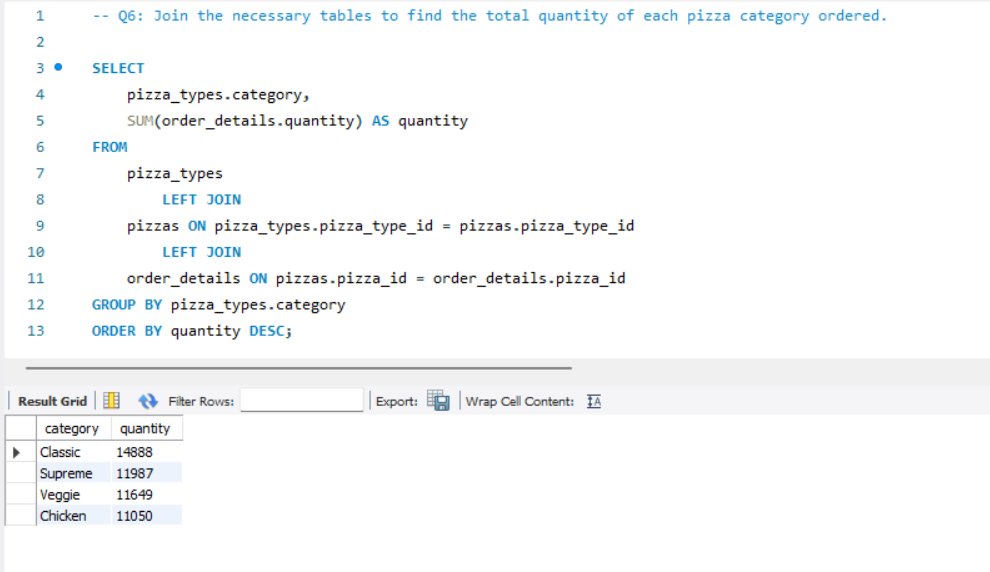 1 -- Q6: Join the necessary tables to find the total quantity of each pizza category ordered.
2
3 SELECT
4 pizza_types.category,
5 SUM(order_details.quantity) AS quantity
6 FROM
7 pizza_types
8 LEFT JOIN
9 pizzas ON pizza_types.pizza_type_id = pizzas.pizza_type_id
10 LEFT JOIN
11 order_details ON pizzas.pizza_id = order_details.pizza_id
12 GROUP BY pizza_types.category
13 ORDER BY quantity DESC;
Result Grid Filter Rows: Export: Wrap Cell Content: IA
category quantity
Classic 14888
Supreme 11987
Veggie 11649
Chicken 11050